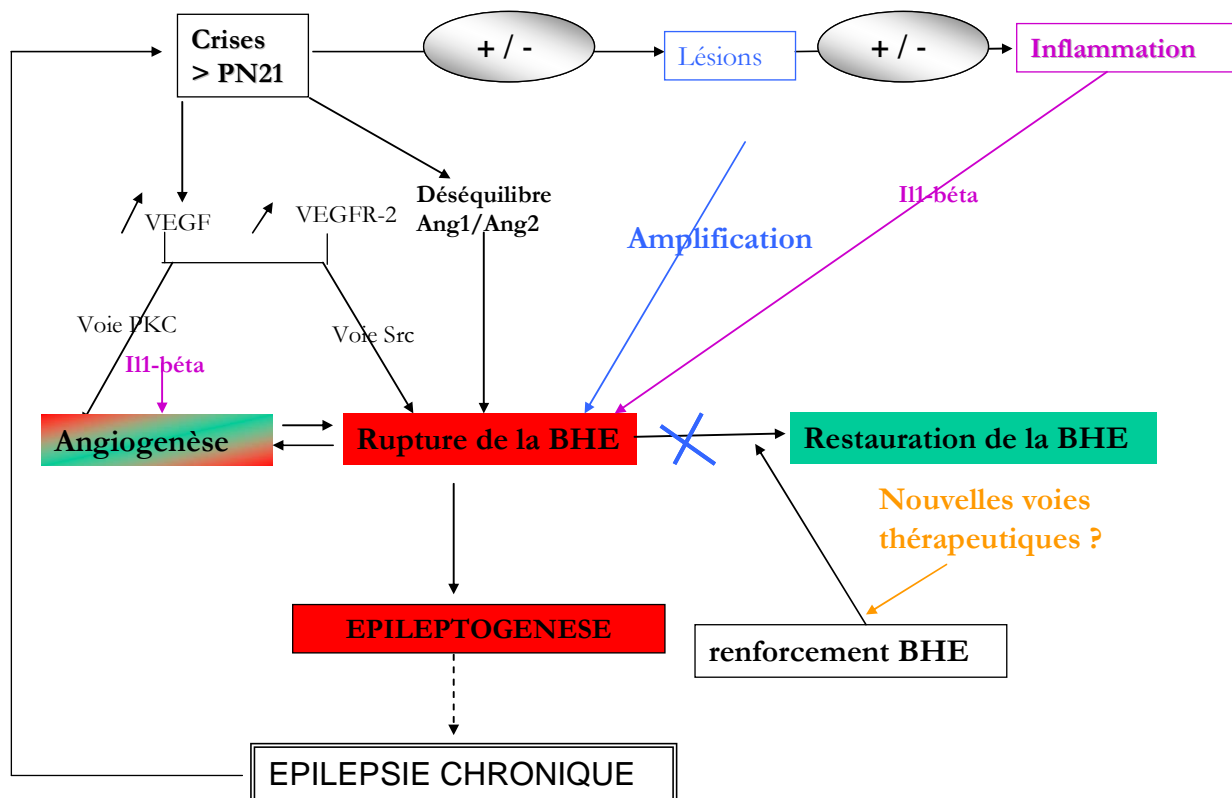 Crises
> PN21
+ / -
Lésions
+ / -
Inflammation
VEGF
VEGFR-2
Déséquilibre
Ang1/Ang2
Il1-béta
Amplification
Voie PKC
Voie Src
Il1-béta
Angiogenèse
Rupture de la BHE
Restauration de la BHE
Nouvelles voies
thérapeutiques ?
EPILEPTOGENESE
renforcement BHE
EPILEPSIE CHRONIQUE